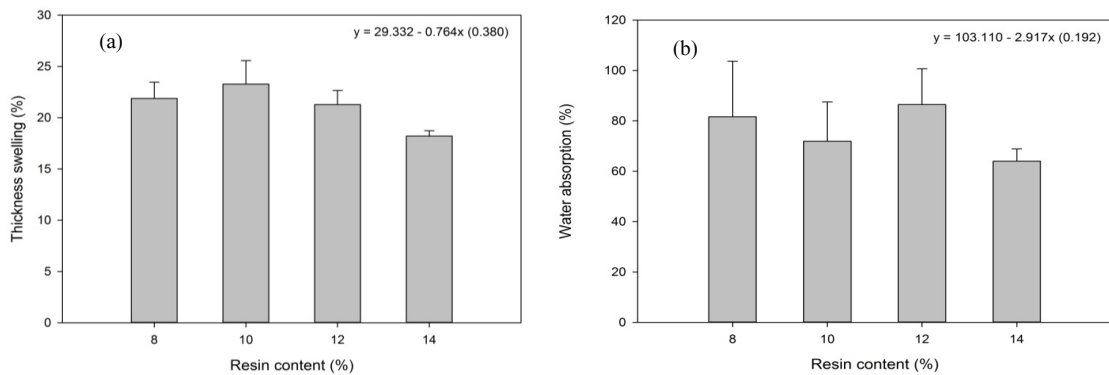 (a)
y = 29.332 - 0.764x (0.380)
Thickness swelling (%)
30
25
20
15
10
5
0
8 10 12 14
Resin content (%)
(b)
y = 103.110 - 2.917x (0.192)
Water absorption (%)
120
100
80
60
40
20
0
8 10 12 14
Resin content (%)